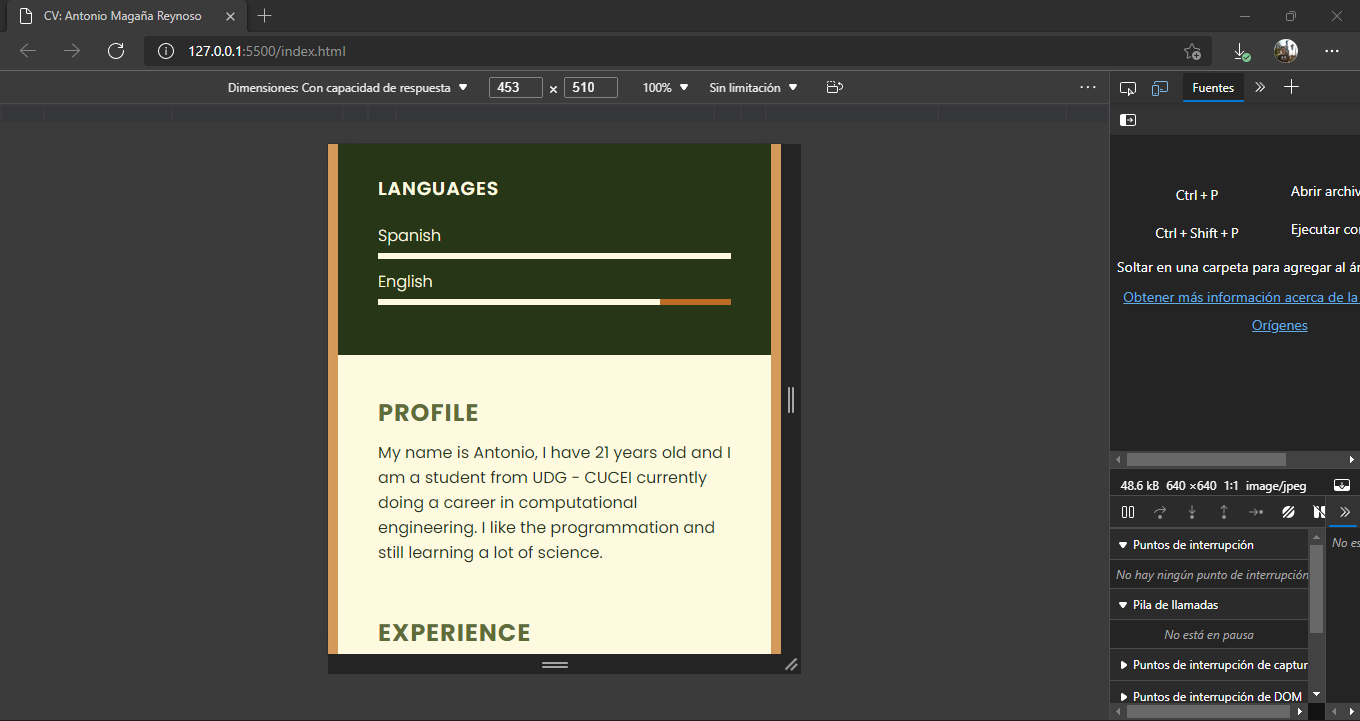 CV: Antonio Magaña Reynoso
127.0.0.1:5500/index.html
Dimensiones: Con capacidad de respuesta 453 × 510 100% Sin limitación
Fuentes
LANGUAGES
Spanish
English
PROFILE
My name is Antonio, I have 21 years old and I
am a student from UDG - CUCEI currently
doing a career in computational
engineering. I like the programmation and
still learning a lot of science.
EXPERIENCE
Ctrl + P Abrir archiv
Ctrl + Shift + P Ejecutar co
Soltar en una carpeta para agregar al ár
Obtener más información acerca de la
Orígenes
48.6 kB 640 × 640 1:1 image/jpeg
Puntos de interrupción
No hay ningún punto de interrupción
Pila de llamadas
No está en pausa
Puntos de interrupción de captur
Puntos de interrupción de DOM
No es